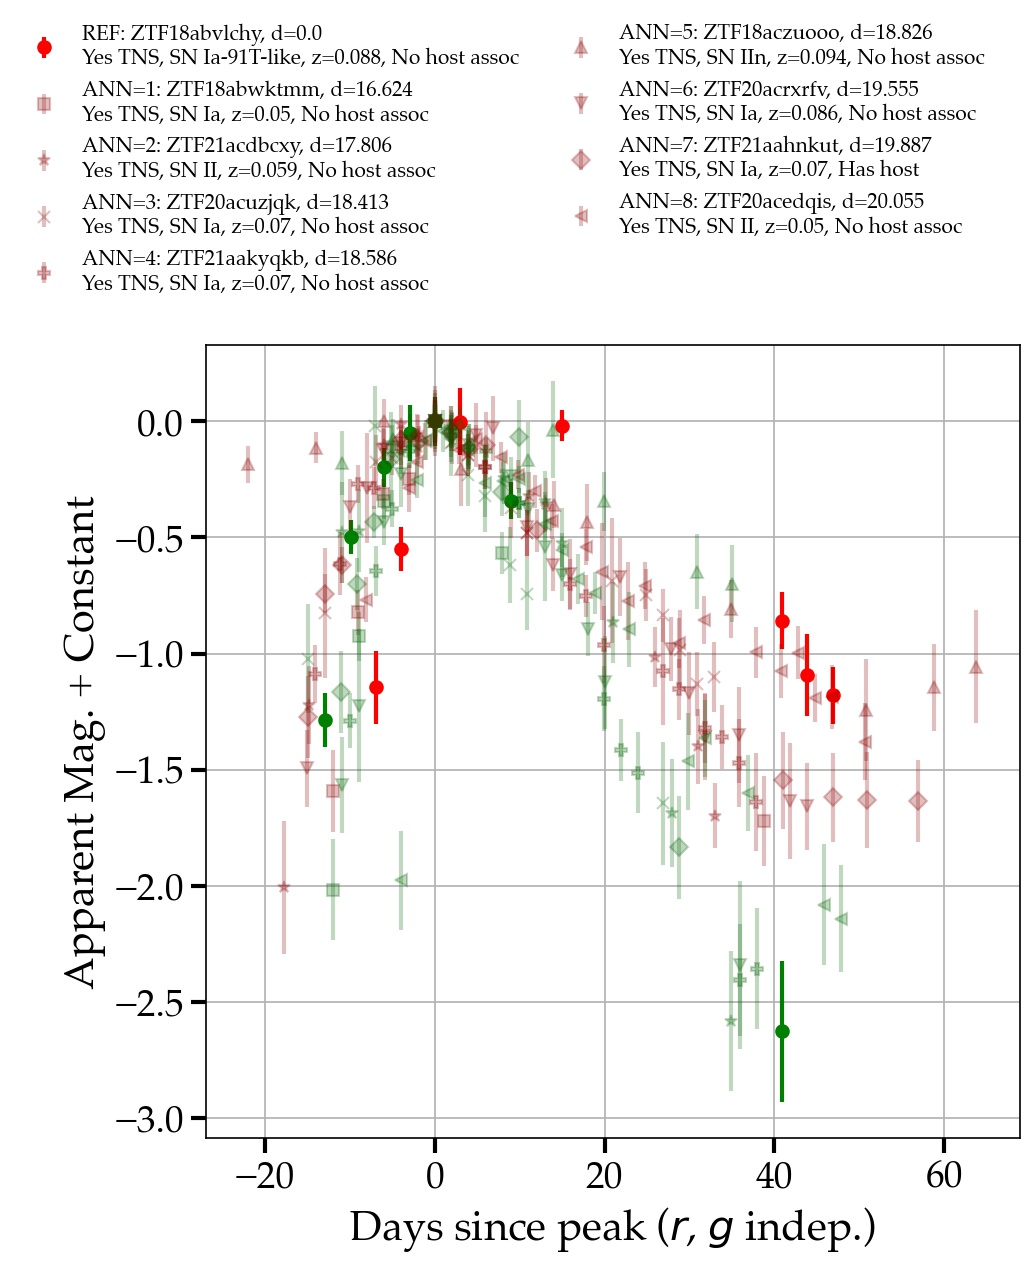 REF: ZTF18abvlchy, d=0.0
Yes TNS, SN Ia-91T-like, z=0.088, No host assoc
ANN=1: ZTF18abwktmm, d=16.624
Yes TNS, SN Ia, z=0.05, No host assoc
ANN=2: ZTF21acdbcxy, d=17.806
Yes TNS, SN II, z=0.059, No host assoc
ANN=3: ZTF20acuzjqk, d=18.413
Yes TNS, SN Ia, z=0.07, No host assoc
ANN=4: ZTF21aakyqkb, d=18.586
Yes TNS, SN Ia, z=0.07, No host assoc
ANN=5: ZTF18aczuooo, d=18.826
Yes TNS, SN IIn, z=0.094, No host assoc
ANN=6: ZTF20acrxrfv, d=19.555
Yes TNS, SN Ia, z=0.086, No host assoc
ANN=7: ZTF21aahnkut, d=19.887
Yes TNS, SN Ia, z=0.07, Has host
ANN=8: ZTF20acedqis, d=20.055
Yes TNS, SN II, z=0.05, No host assoc
Apparent Mag. + Constant
0.0
−0.5
−1.0
−1.5
−2.0
−2.5
−3.0
−20
0
20
40
60
Days since peak (r, g indep.)